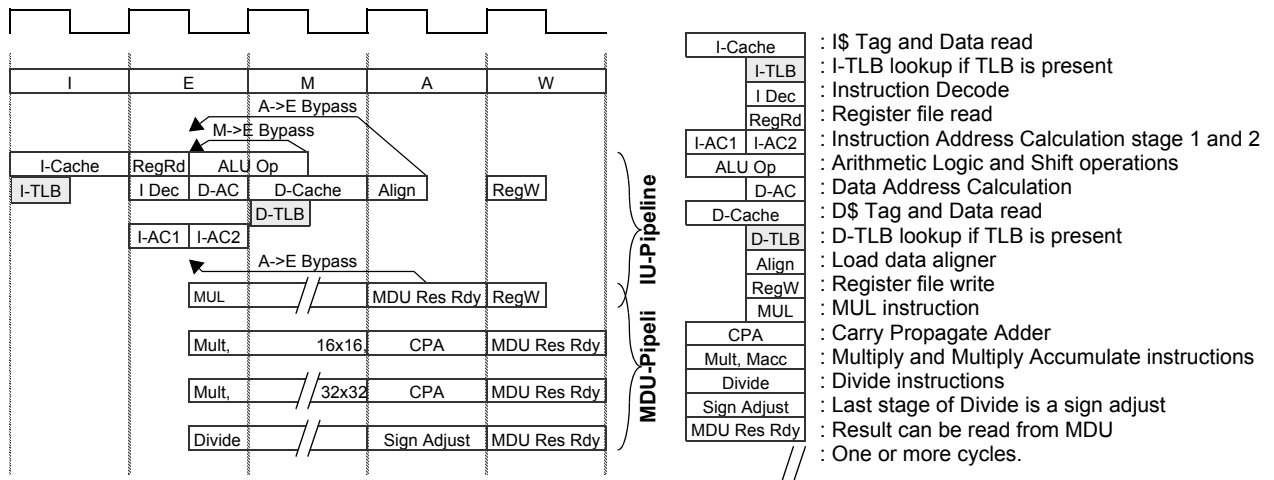 I E M A W
A->E Bypass
M->E Bypass
I-Cache RegRd ALU Op
I-TLB I Dec D-AC D-Cache Align RegW
D-TLB
I-AC1 I-AC2
A->E Bypass
MUL MDU Res Rdy RegW
Mult, 16x16, CPA MDU Res Rdy
Mult, 32x32 CPA MDU Res Rdy
Divide Sign Adjust MDU Res Rdy
IU-Pipeline
MDU-Pipeli
I-Cache : I$ Tag and Data read
I-TLB : I-TLB lookup if TLB is present
I Dec : Instruction Decode
RegRd : Register file read
I-AC1 I-AC2 : Instruction Address Calculation stage 1 and 2
ALU Op : Arithmetic Logic and Shift operations
D-AC : Data Address Calculation
D-Cache : D$ Tag and Data read
D-TLB : D-TLB lookup if TLB is present
Align : Load data aligner
RegW : Register file write
MUL : MUL instruction
CPA : Carry Propagate Adder
Mult, Macc : Multiply and Multiply Accumulate instructions
Divide : Divide instructions
Sign Adjust : Last stage of Divide is a sign adjust
MDU Res Rdy : Result can be read from MDU
: One or more cycles.